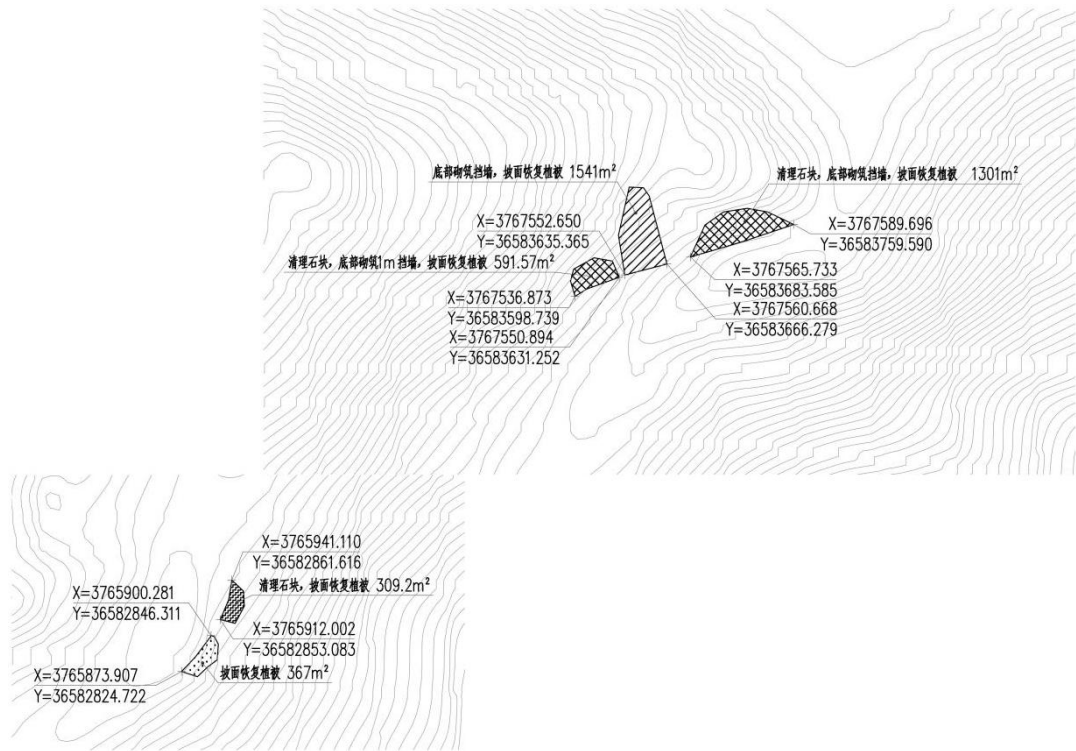 底部砌筑挡墙，坡面恢复植被 1541m²
清理石块，底部砌筑挡墙，坡面恢复植被 1301m²
X=3767552.650
Y=36583635.365
X=3767589.696
Y=36583759.590
清理石块，底部砌筑1m挡墙，坡面恢复植被 591.57m²
X=3767565.733
Y=36583683.585
X=3767536.873
Y=36583598.739
X=3767560.668
Y=36583666.279
X=3767550.894
Y=36583631.252
X=3765941.110
Y=36582861.616
清理石块，坡面恢复植被 309.2m²
X=3765900.281
Y=36582846.311
X=3765912.002
Y=36582853.083
坡面恢复植被 367m²
X=3765873.907
Y=36582824.722